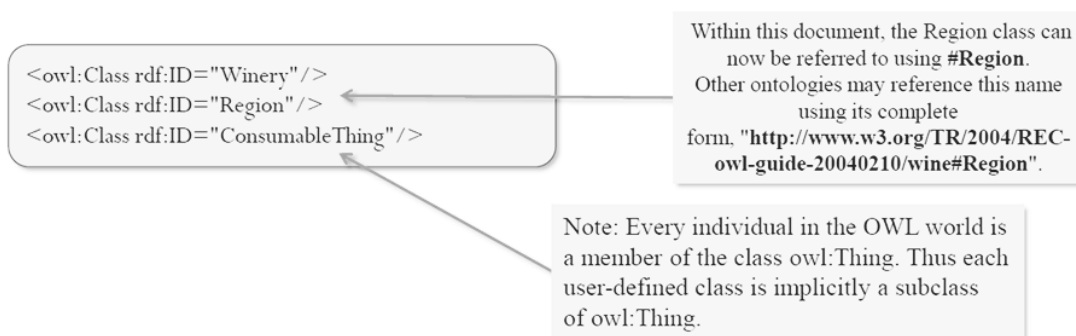 <owl:Class rdf:ID="Winery"/>
<owl:Class rdf:ID="Region"/>
<owl:Class rdf:ID="ConsumableThing"/>
Within this document, the Region class can
now be referred to using #Region.
Other ontologies may reference this name
using its complete
form, "http://www.w3.org/TR/2004/REC-
owl-guide-20040210/wine#Region".
Note: Every individual in the OWL world is
a member of the class owl:Thing. Thus each
user-defined class is implicitly a subclass
of owl:Thing.